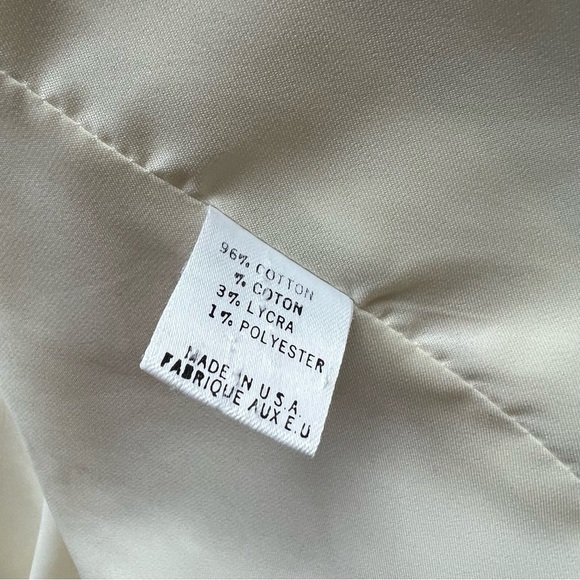 96% COTTON
% COTON
3% LYCRA
1% POLYESTER
MADE IN U.S.A.
FABRIQUE AUX E.U